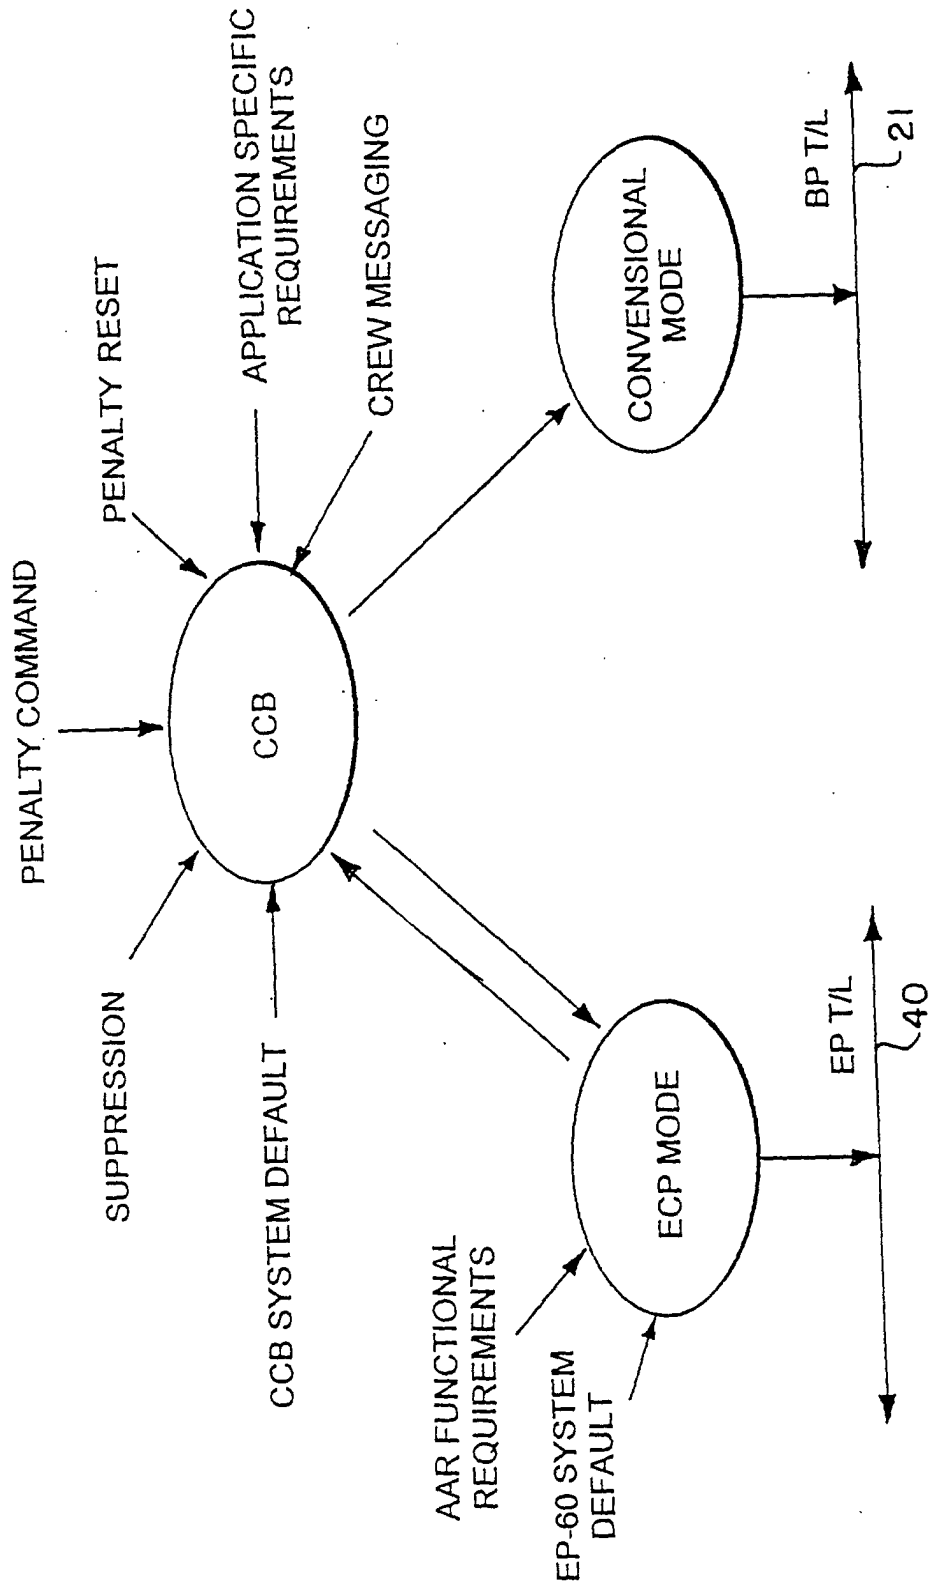 PENALTY COMMAND
SUPPRESSION
PENALTY RESET
CCB SYSTEM DEFAULT
CCB
APPLICATION SPECIFIC
REQUIREMENTS
CREW MESSAGING
AAR FUNCTIONAL
REQUIREMENTS
EP-60 SYSTEM
DEFAULT
ECP MODE
CONVENSIONAL
MODE
EP T/L
40
BP T/L
21